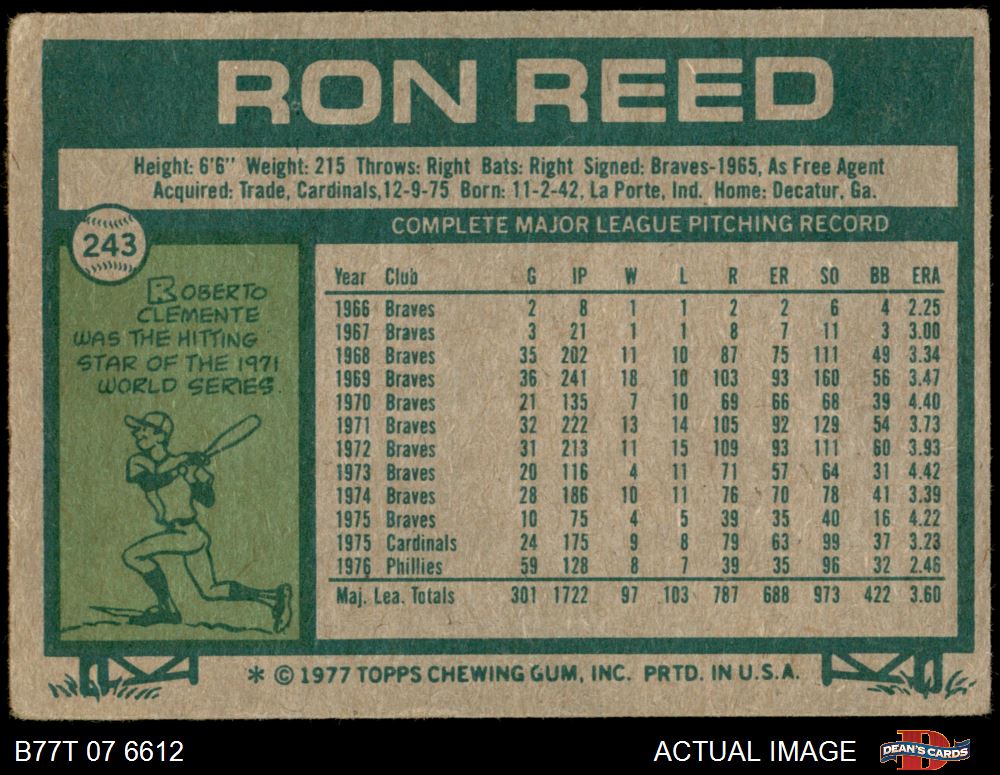 RON REED
Height: 6'6" Weight: 215 Throws: Right Bats: Right Signed: Braves-1965, As Free Agent
Acquired: Trade, Cardinals,12-9-75 Born: 11-2-42, La Porte, Ind. Home: Decatur, Ga.
243
ROBERTO
CLEMENTE
WAS THE HITTING
STAR OF THE 1971
WORLD SERIES.
COMPLETE MAJOR LEAGUE PITCHING RECORD
Year Club G IP W L R ER SO BB ERA
1966 Braves 2 8 1 1 2 2 6 4 2.25
1967 Braves 3 21 1 1 8 7 11 3 3.00
1968 Braves 35 202 11 10 87 75 111 49 3.34
1969 Braves 36 241 18 10 103 93 160 56 3.47
1970 Braves 21 135 7 10 69 66 68 39 4.40
1971 Braves 32 222 13 14 105 92 129 54 3.73
1972 Braves 31 213 11 15 109 93 111 60 3.93
1973 Braves 20 116 4 11 71 57 64 31 4.42
1974 Braves 28 186 10 11 76 70 78 41 3.39
1975 Braves 10 75 4 5 39 35 40 16 4.22
1975 Cardinals 24 175 9 8 79 63 99 37 3.23
1976 Phillies 59 128 8 7 39 35 96 32 2.46
Maj. Lea. Totals 301 1722 97 103 787 688 973 422 3.60
* © 1977 TOPPS CHEWING GUM, INC. PRTD. IN U.S.A.
B77T 07 6612
ACTUAL IMAGE
DEAN'S CARDS